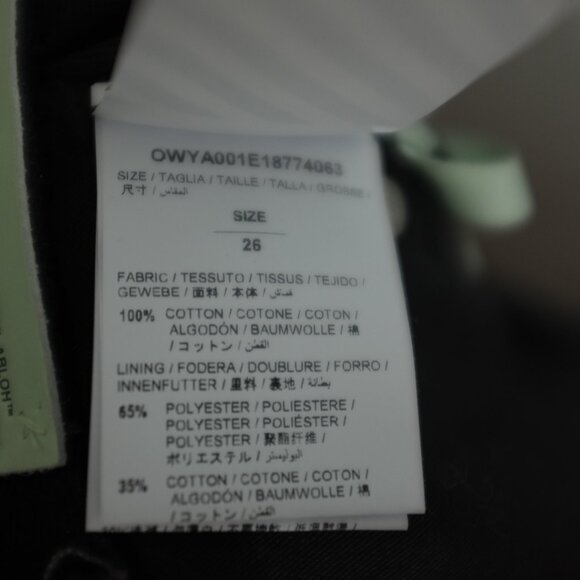 OWYA001E18774063
SIZE / TAGLIA / TAILLE / TALLA / GROSSE /
尺寸 / المقاس /
SIZE
26
FABRIC / TESSUTO / TISSUS / TEJIDO /
GEWEBE / 面料 / 本体 / قماش /
100% COTTON / COTONE / COTON /
ALGODÓN / BAUMWOLLE / 棉
/ コットン / القطن /
LINING / FODERA / DOUBLURE / FORRO /
INNENFUTTER / 里料 / 裏地 / بطانة /
65% POLYESTER / POLIESTERE /
POLYESTER / POLIÉSTER /
POLYESTER / 聚酯纤维 /
ポリエステル / البوليستر /
35% COTTON / COTONE / COTON /
ALGODÓN / BAUMWOLLE / 棉
/ コットン / القطن /
ABLOH™